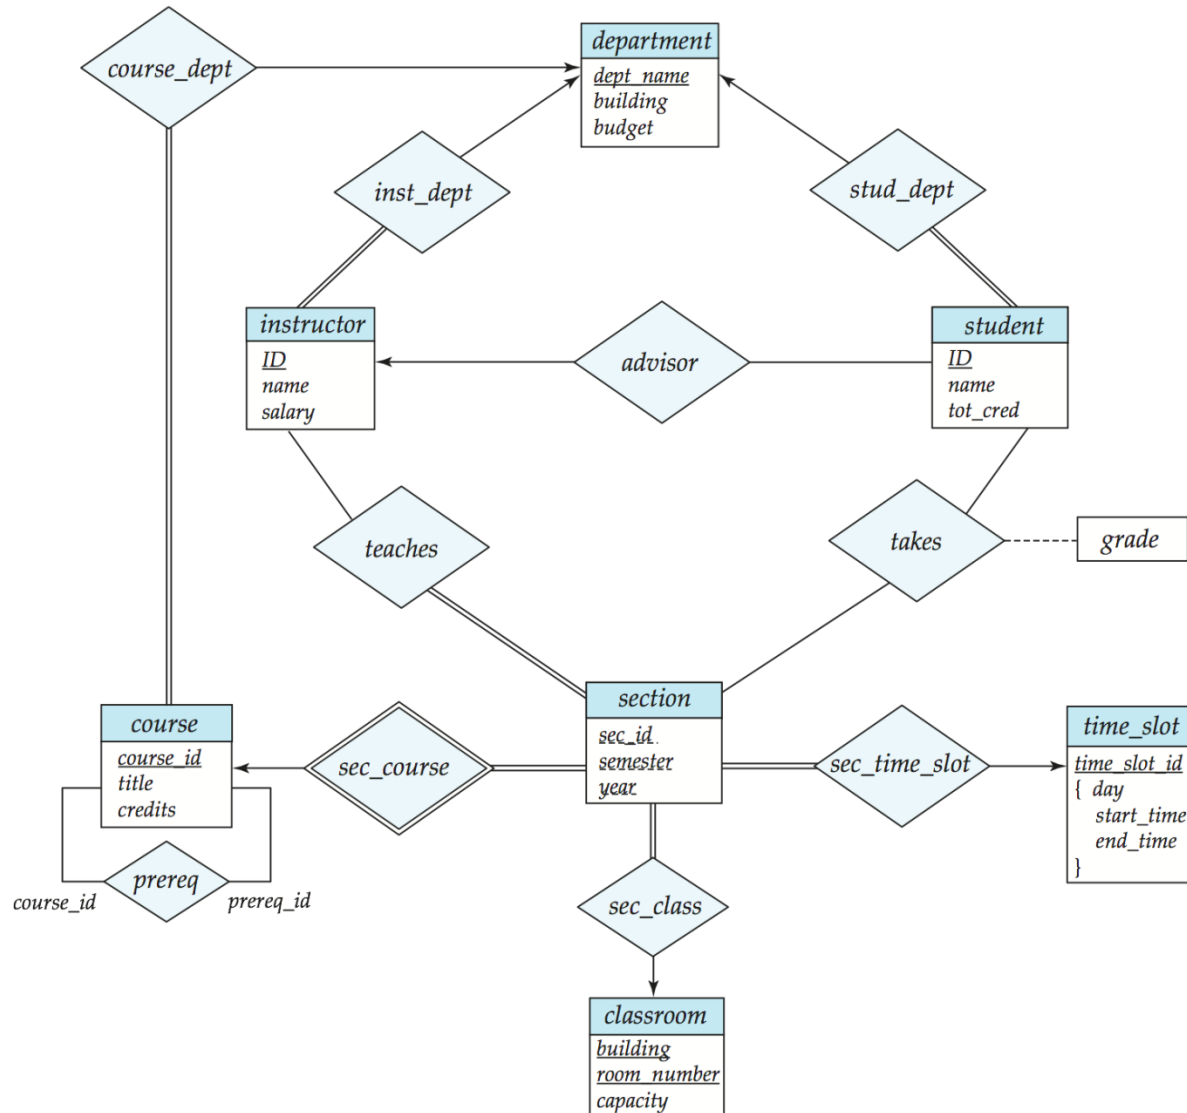 department
dept_name
building
budget
course_dept
inst_dept
stud_dept
instructor
ID
name
salary
advisor
student
ID
name
tot_cred
teaches
takes
grade
course
course_id
title
credits
sec_course
section
sec_id
semester
year
sec_time_slot
time_slot
time_slot_id
{ day
start_time
end_time
}
prereq
course_id
prereq_id
sec_class
classroom
building
room_number
capacity